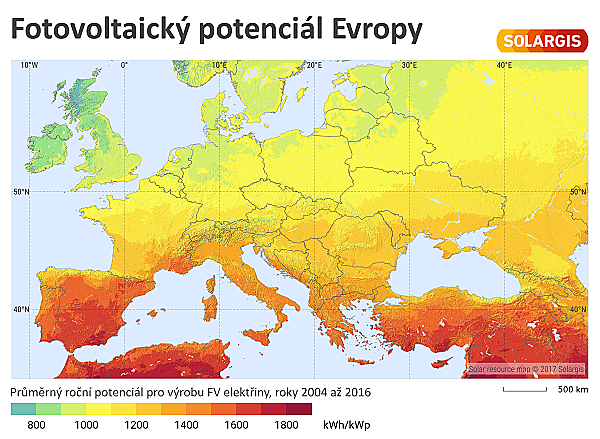 Fotovoltaický potenciál Evropy
SOLARGIS
10°W 0° 10°E 20°E 30°E 40°E
50°N 50°N
40°N 40°N
Solar resource map © 2017 Solargis
Průměrný roční potenciál pro výrobu FV elektřiny, roky 2004 až 2016
500 km
800 1000 1200 1400 1600 1800 kWh/kWp